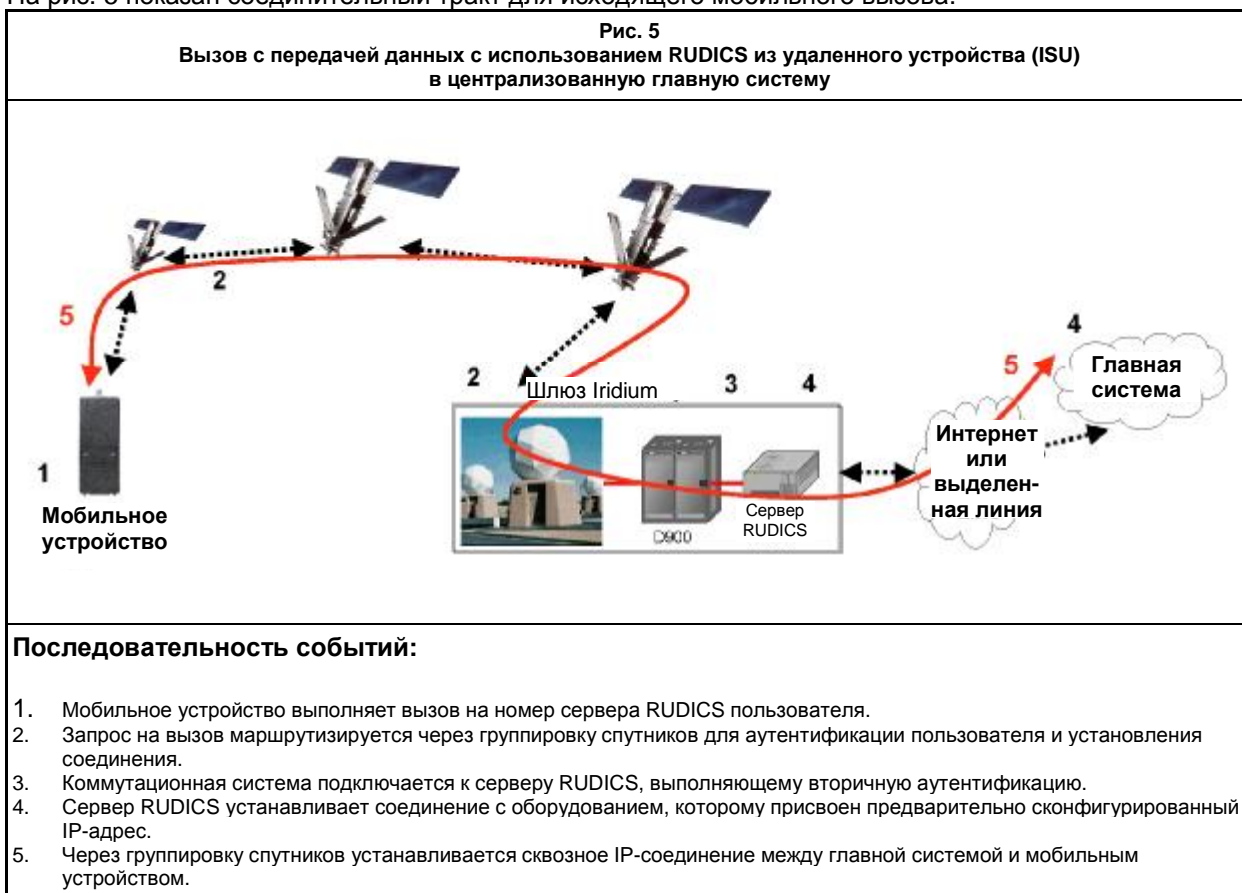 На рис. 5 показан соединительный тракт для исходящего мобильного вызова.
Рис. 5
Вызов с передачей данных с использованием RUDICS из удаленного устройства (ISU)
в централизованную главную систему
2
5
1
Мобильное
устройство
2
Шлюз Iridium
3
4
D900
Сервер
RUDICS
Интернет
или
выделен-
ная линия
5
4
Главная
система
Последовательность событий:
1. Мобильное устройство выполняет вызов на номер сервера RUDICS пользователя.
2. Запрос на вызов маршрутизируется через группировку спутников для аутентификации пользователя и установления
соединения.
3. Коммутационная система подключается к серверу RUDICS, выполняющему вторичную аутентификацию.
4. Сервер RUDICS устанавливает соединение с оборудованием, которому присвоен предварительно сконфигурированный
IP-адрес.
5. Через группировку спутников устанавливается сквозное IP-соединение между главной системой и мобильным
устройством.